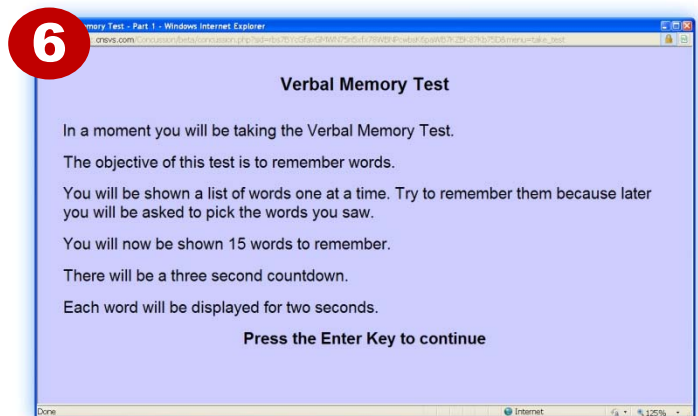 6
mory Test - Part 1 - Windows Internet Explorer
cnsvs.com
Verbal Memory Test
In a moment you will be taking the Verbal Memory Test.
The objective of this test is to remember words.
You will be shown a list of words one at a time. Try to remember them because later
you will be asked to pick the words you saw.
You will now be shown 15 words to remember.
There will be a three second countdown.
Each word will be displayed for two seconds.
Press the Enter Key to continue
Done
Internet
125%